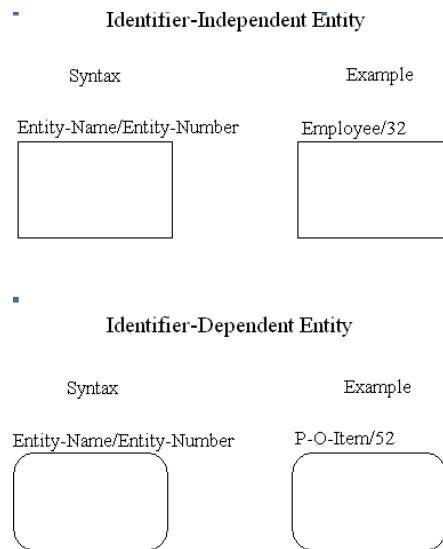 Identifier-Independent Entity
Syntax Example
Entity-Name/Entity-Number Employee/32
Identifier-Dependent Entity
Syntax Example
Entity-Name/Entity-Number P-O-Item/52